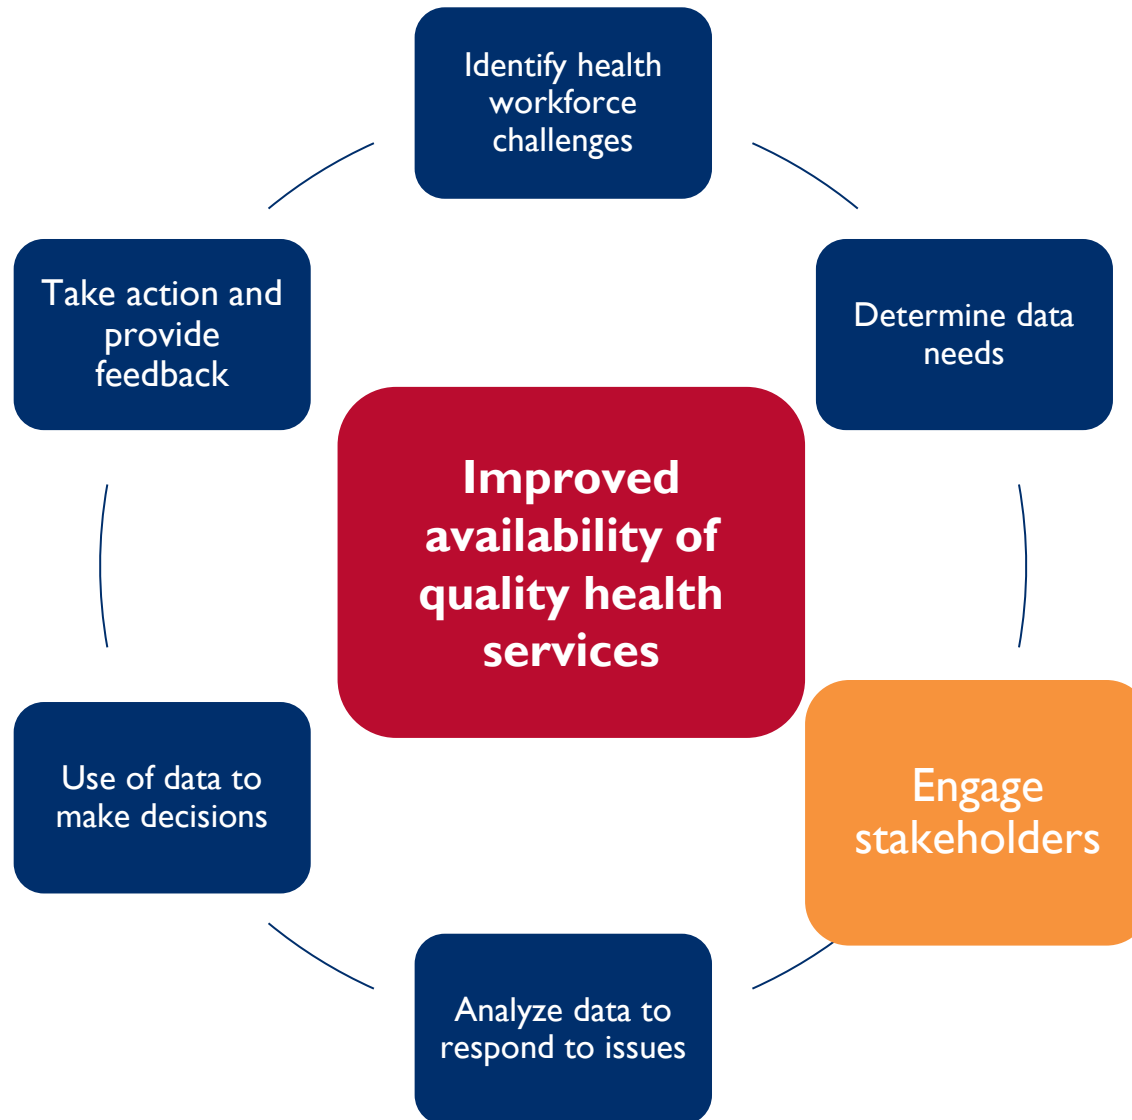 Identify health
workforce
challenges
Determine data
needs
Engage
stakeholders
Analyze data to
respond to issues
Use of data to
make decisions
Take action and
provide
feedback
Improved
availability of
quality health
services